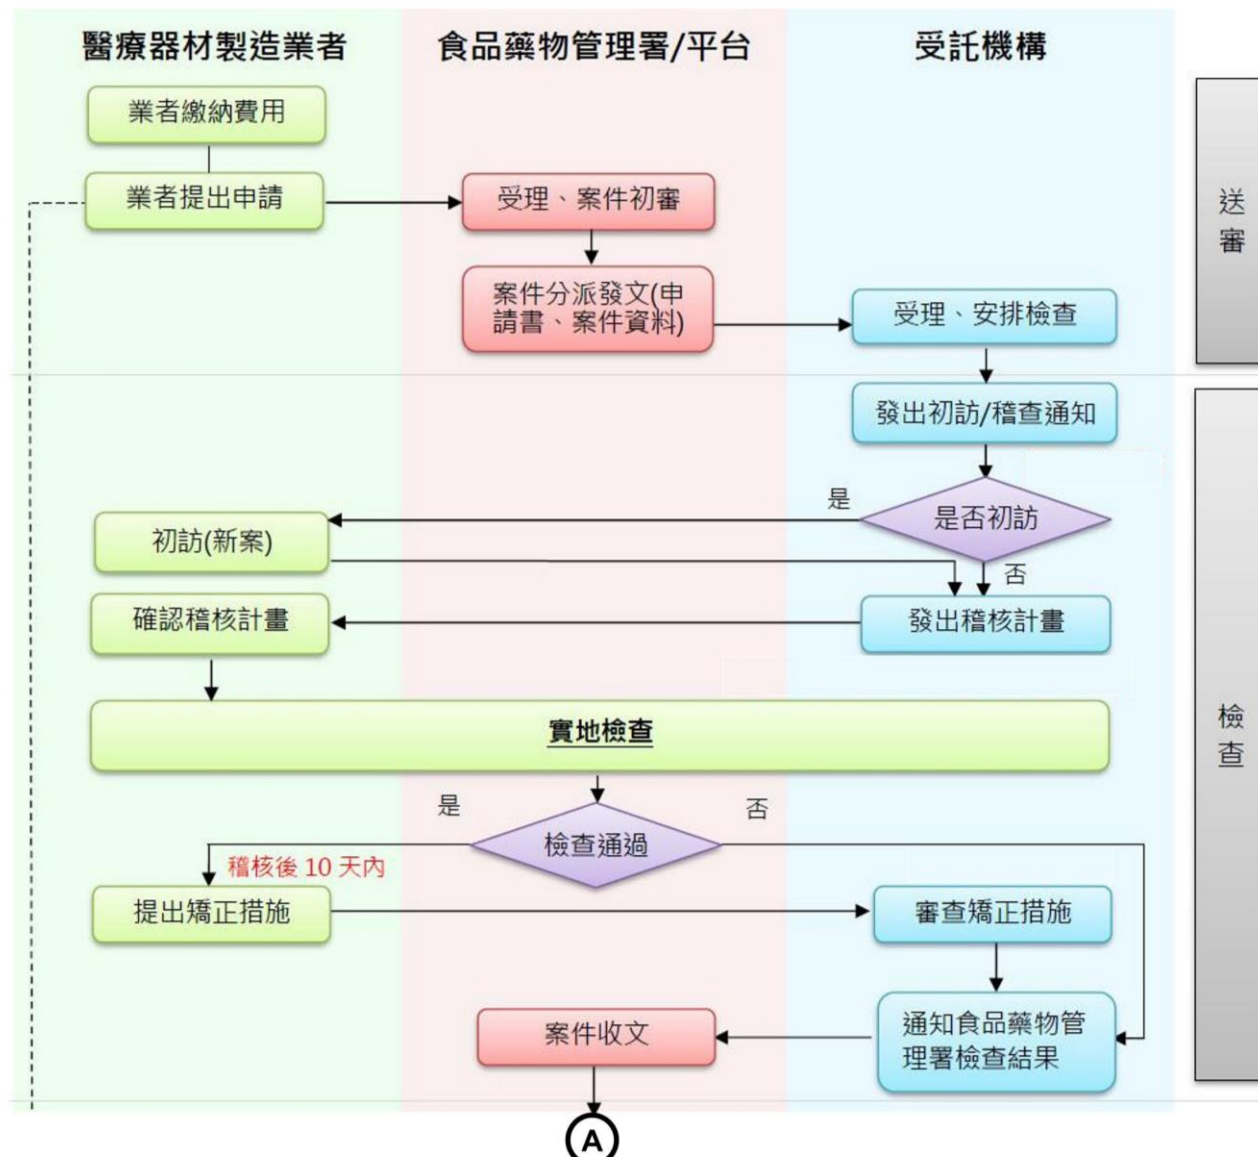 醫療器材製造業者
食品藥物管理署/平台
受託機構
業者繳納費用
業者提出申請
受理、案件初審
送
審
案件分派發文(申
請書、案件資料)
受理、安排檢查
發出初訪/稽查通知
是
是否初訪
初訪(新案)
否
確認稽核計畫
發出稽核計畫
實地檢查
檢
查
是
否
檢查通過
稽核後 10 天內
提出矯正措施
審查矯正措施
案件收文
通知食品藥物管
理署檢查結果
A